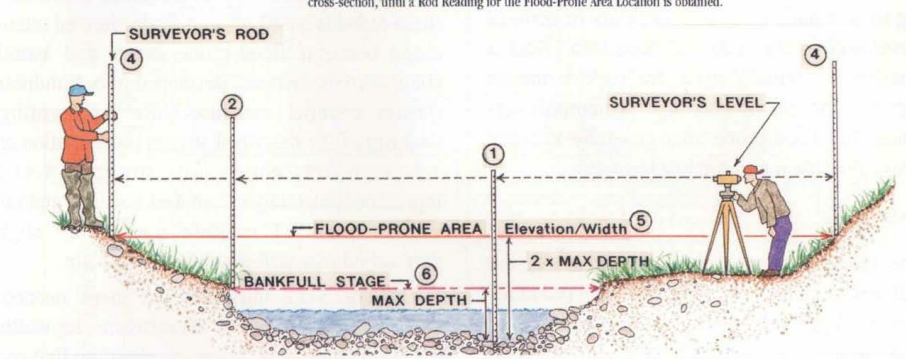 cross-section, until a Rod Reading for the Flood-Prone Area Location is obtained.
SURVEYOR'S ROD
④
④
②
SURVEYOR'S LEVEL
①
FLOOD-PRONE AREA Elevation/Width ⑤
2 x MAX DEPTH
BANKFULL STAGE ⑥
MAX DEPTH